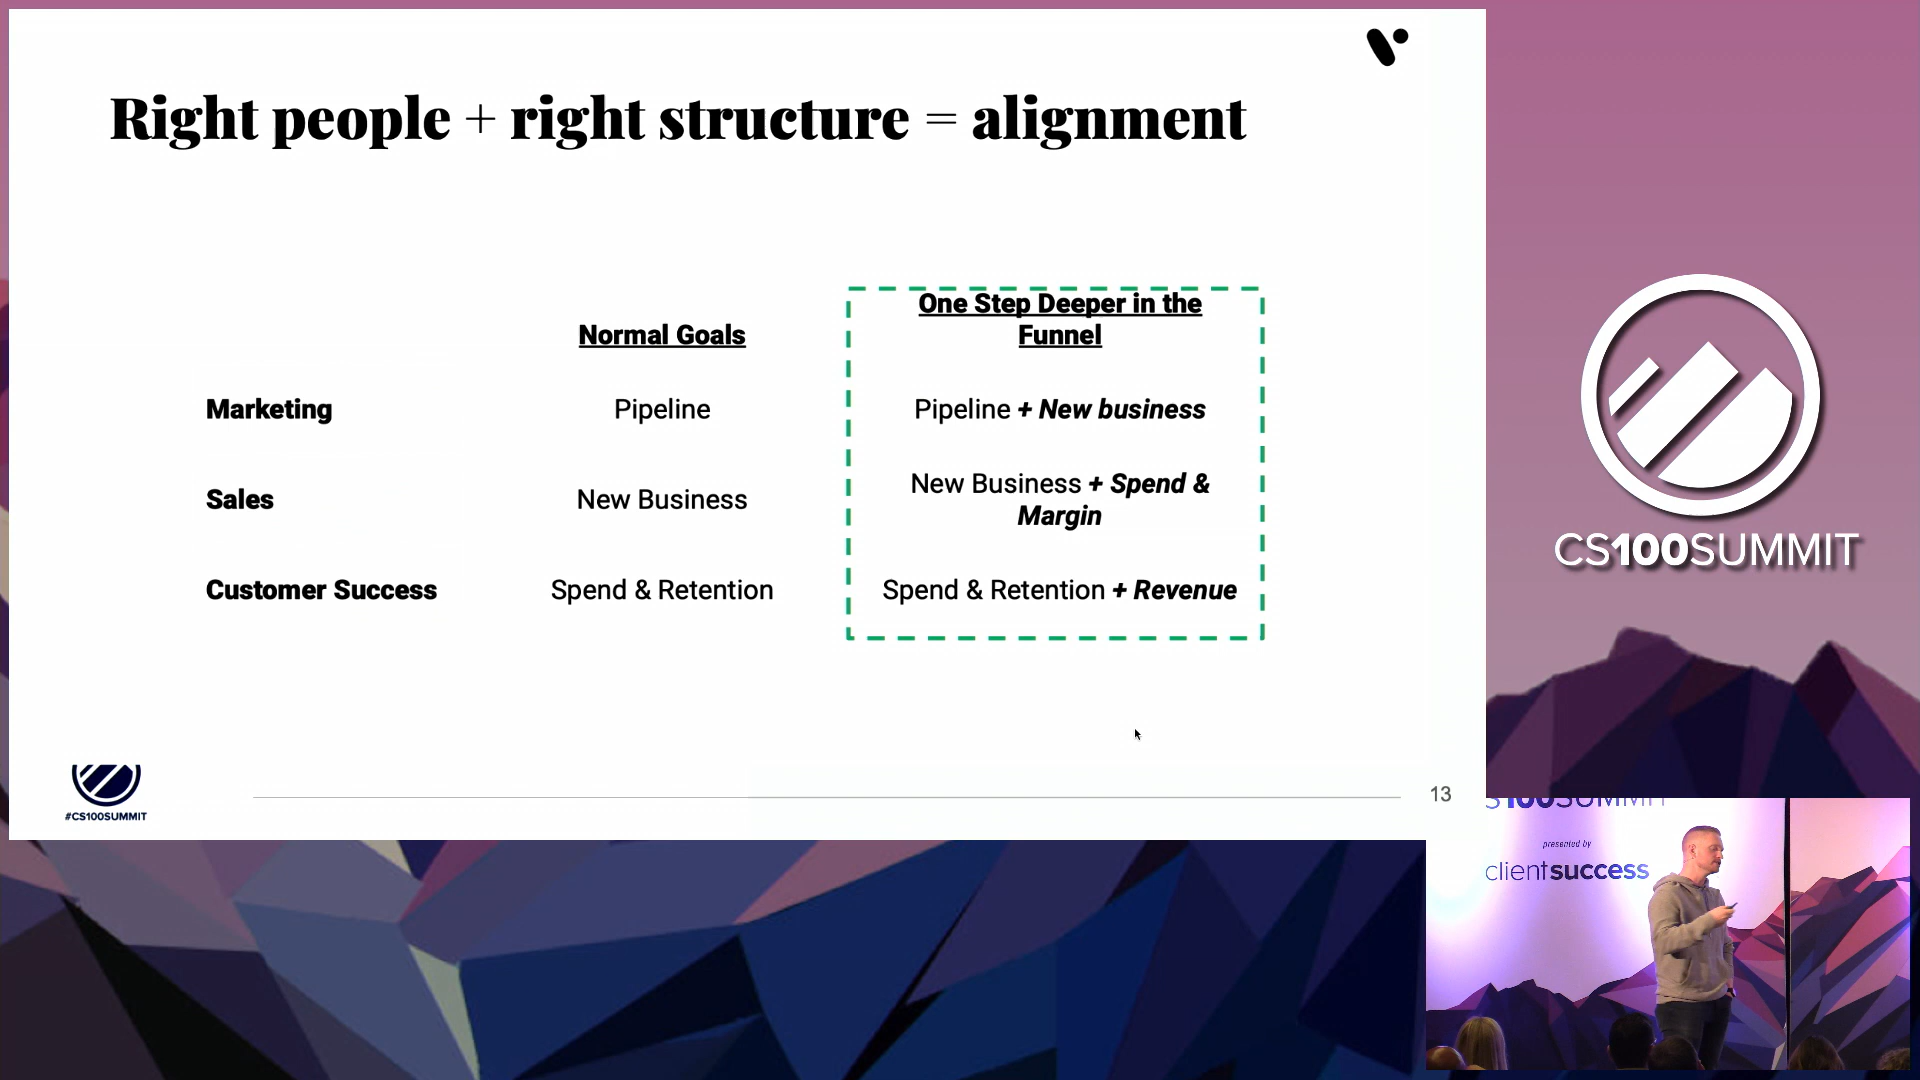 Right people + right structure = alignment
Normal Goals
One Step Deeper in the
Funnel
Marketing
Pipeline
Pipeline + New business
Sales
New Business
New Business + Spend &
Margin
Customer Success
Spend & Retention
Spend & Retention + Revenue
#CS100SUMMIT
13
CS100SUMMIT
CS100SUMMIT
presented by
clientsuccess